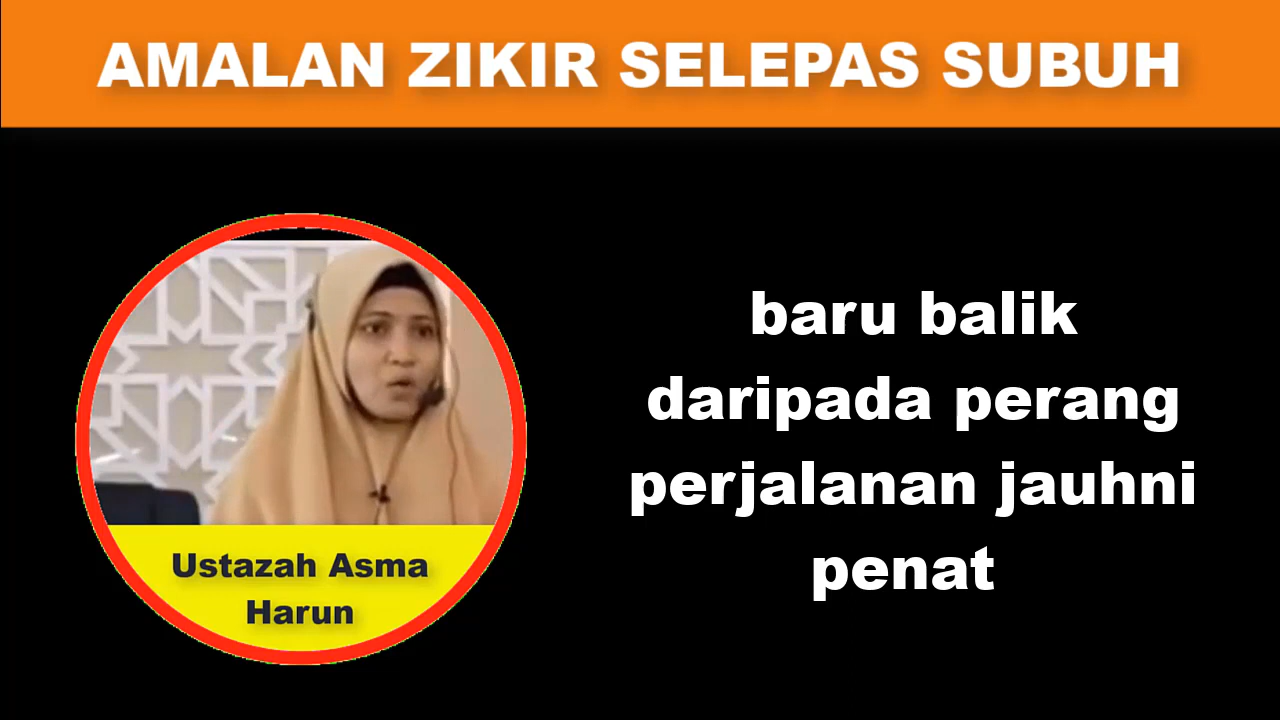 AMALAN ZIKIR SELEPAS SUBUH
Ustazah Asma
Harun
baru balik
daripada perang
perjalanan jauhni
penat